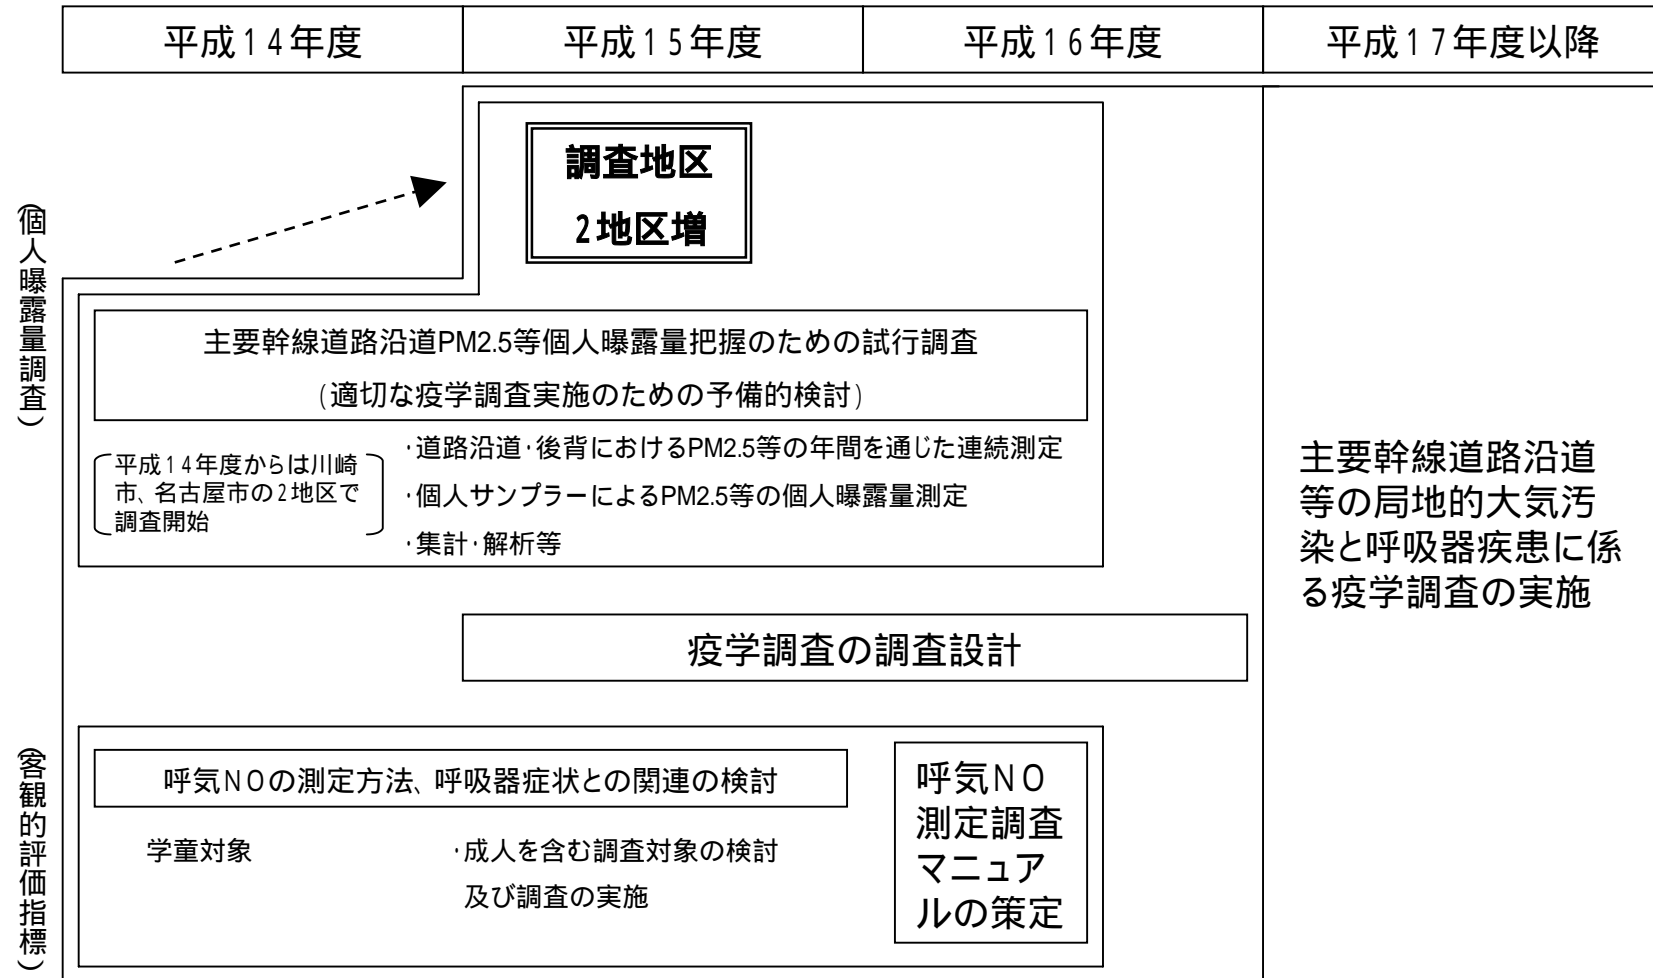 平成14年度
平成15年度
平成16年度
平成17年度以降
(個人曝露量調査)
調査地区
2地区増
主要幹線道路沿道PM2.5等個人曝露量把握のための試行調査
(適切な疫学調査実施のための予備的検討)
平成14年度からは川崎
市、名古屋市の2地区で
調査開始
・道路沿道・後背におけるPM2.5等の年間を通じた連続測定
・個人サンプラーによるPM2.5等の個人曝露量測定
・集計・解析等
主要幹線道路沿道
等の局地的大気汚
染と呼吸器疾患に係
る疫学調査の実施
疫学調査の調査設計
(客観的評価指標)
呼気NOの測定方法、呼吸器症状との関連の検討
学童対象
・成人を含む調査対象の検討
及び調査の実施
呼気NO
測定調査
マニュア
ルの策定